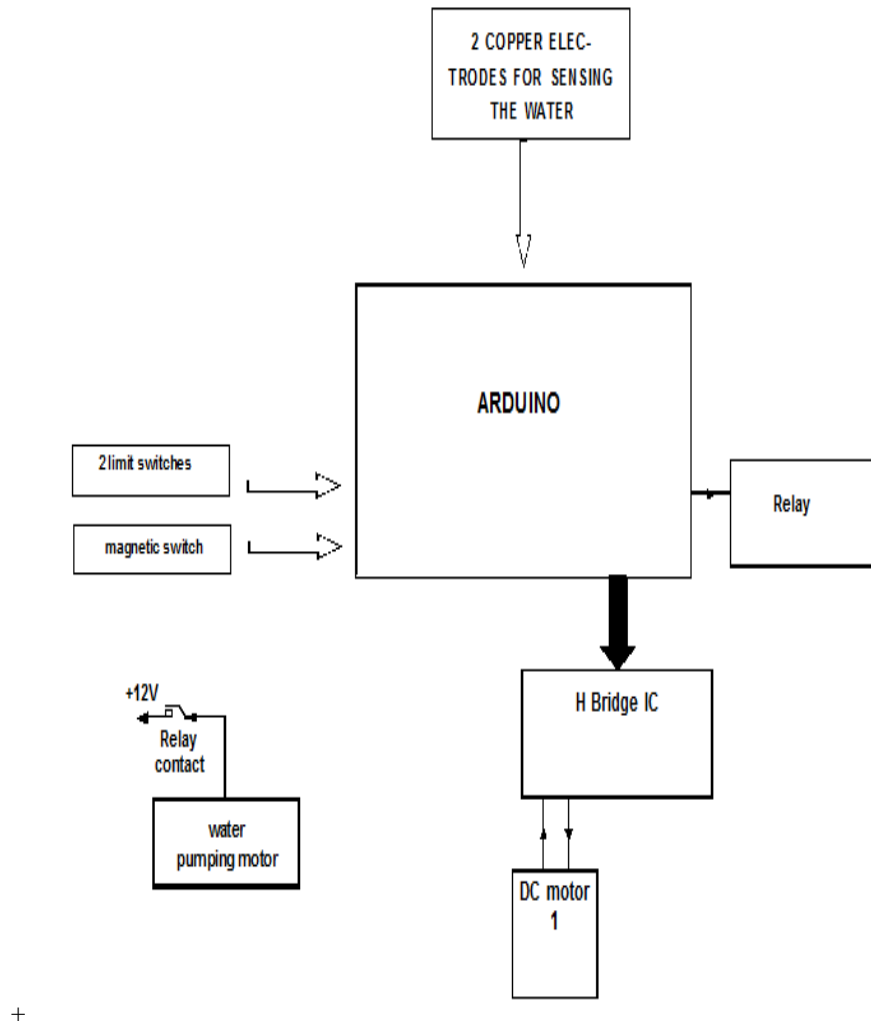 2 COPPER ELEC-
TRODES FOR SENSING
THE WATER
ARDUINO
2 limit switches
magnetic switch
Relay
+12V
Relay
contact
H Bridge IC
water
pumping motor
DC motor
1
+